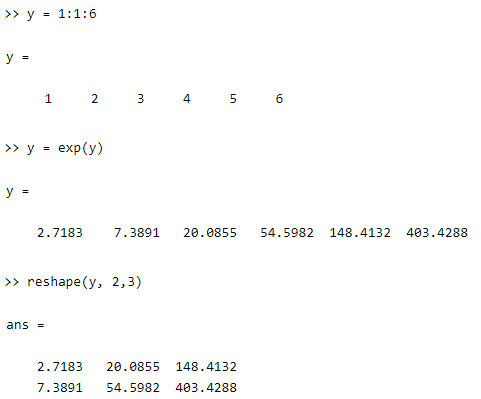 >> y = 1:1:6
y =
1 2 3 4 5 6
>> y = exp(y)
y =
2.7183 7.3891 20.0855 54.5982 148.4132 403.4288
>> reshape(y, 2,3)
ans =
2.7183 20.0855 148.4132
7.3891 54.5982 403.4288